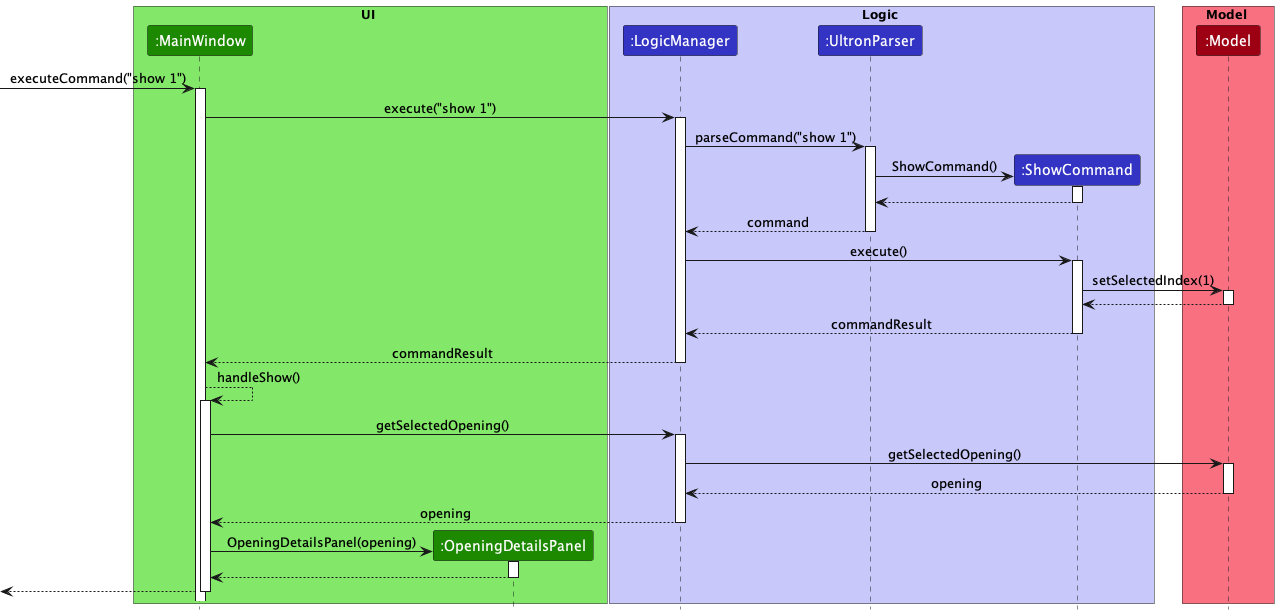 UI
Logic
Model
:MainWindow
:LogicManager
:UltronParser
:Model
executeCommand("show 1")
execute("show 1")
parseCommand("show 1")
ShowCommand()
:ShowCommand
command
execute()
setSelectedIndex(1)
commandResult
commandResult
handleShow()
getSelectedOpening()
getSelectedOpening()
opening
opening
OpeningDetailsPanel(opening)
:OpeningDetailsPanel